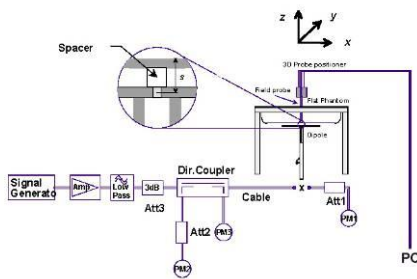 z
y
x
Spacer
s
3D Probe positioner
Field probe
Flat Phantom
Dipole
Dir.Coupler
Signal
Generato
Amp
Low
Pass
3dB
Cable
x
Att1
Att3
Att2
PM3
PM1
PM2
PC